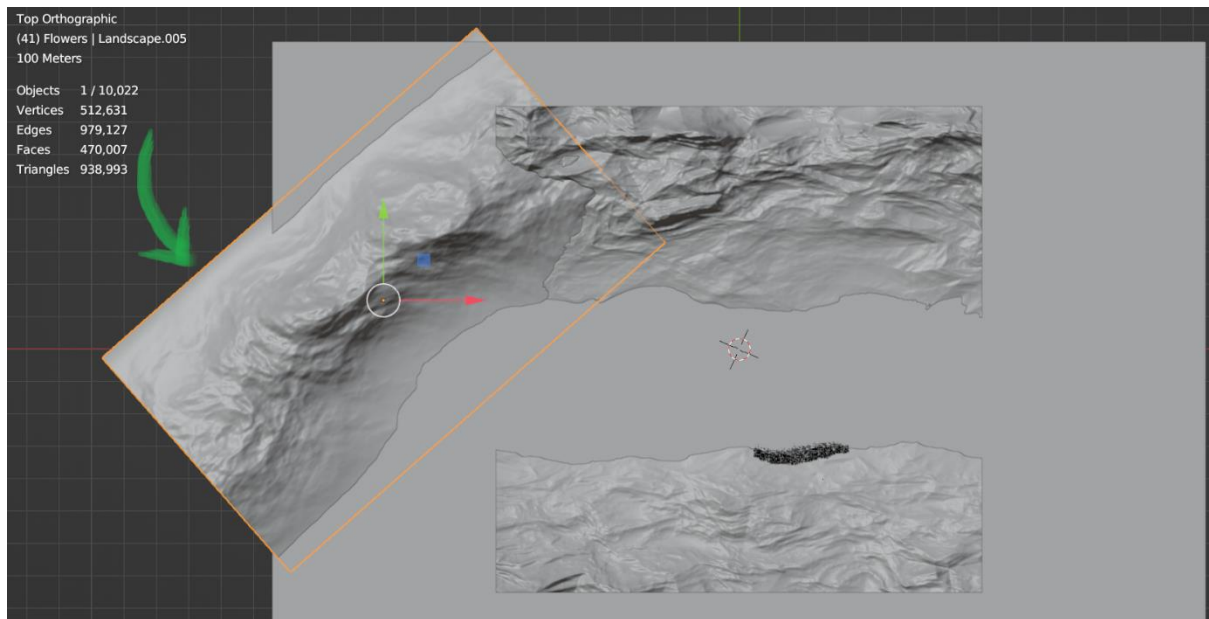 Top Orthographic
(41) Flowers | Landscape.005
100 Meters
Objects 1 / 10,022
Vertices 512,631
Edges 979,127
Faces 470,007
Triangles 938,993